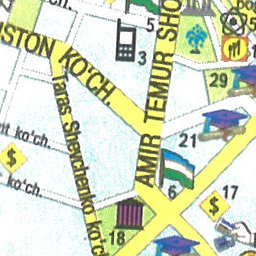 5
ISTON KO'CH.
3
29
AMIR TEMUR SHO
Taras Shevchenko ko'
21
nt ko'ch.
$
ko'ch.
6
17
$
18